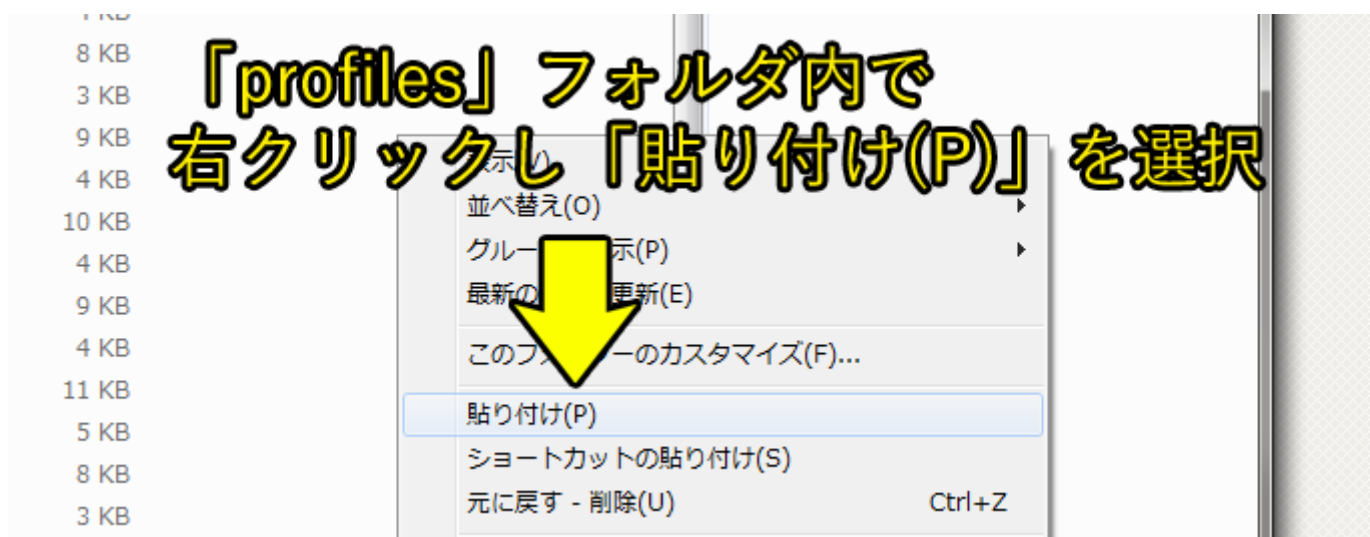 8 KB
3 KB
9 KB
4 KB
10 KB
4 KB
9 KB
4 KB
11 KB
5 KB
8 KB
3 KB
「profiles」フォルダ内で
右クリックし「貼り付け(P)」を選択
並べ替え(O)
グルー 示(P)
最新の 更新(E)
このフ ーのカスタマイズ(F)...
貼り付け(P)
ショートカットの貼り付け(S)
元に戻す - 削除(U) Ctrl+Z